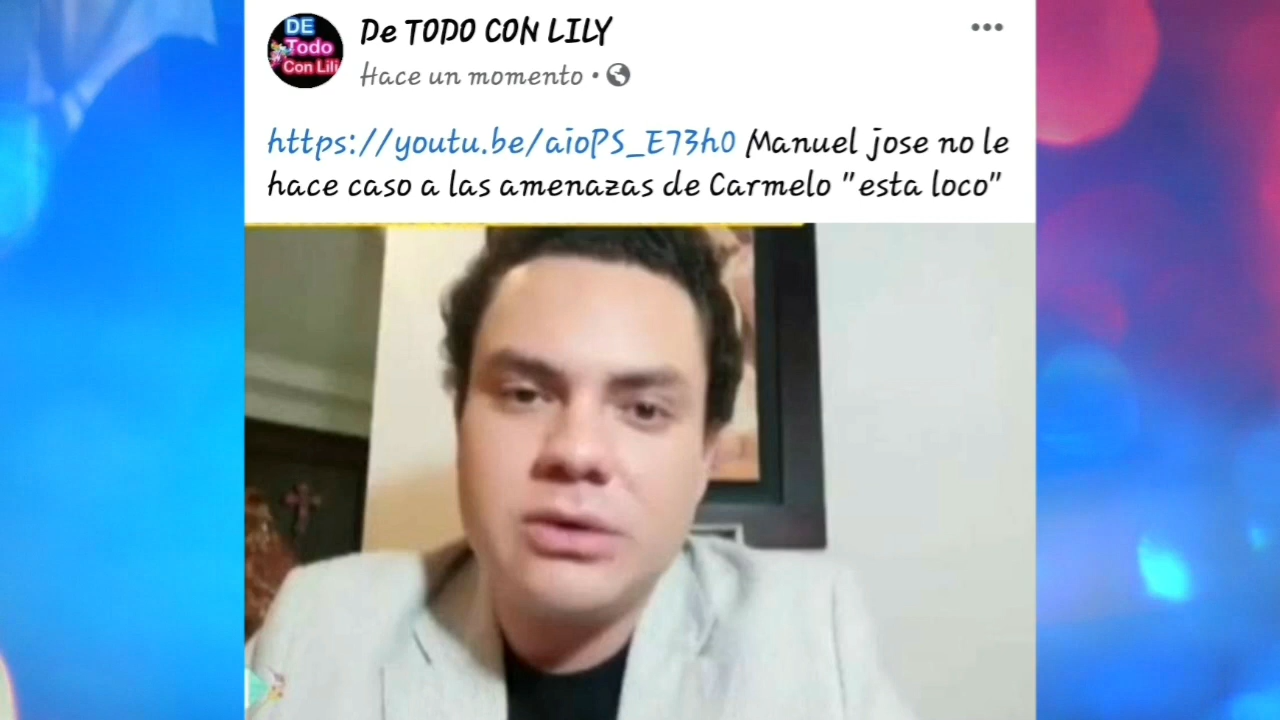 DE
Todo
Con Lili
De TODO CON LILY
Hace un momento •
https://youtu.be/aioPS_E73h0 Manuel jose no le
hace caso a las amenazas de Carmelo "esta loco"